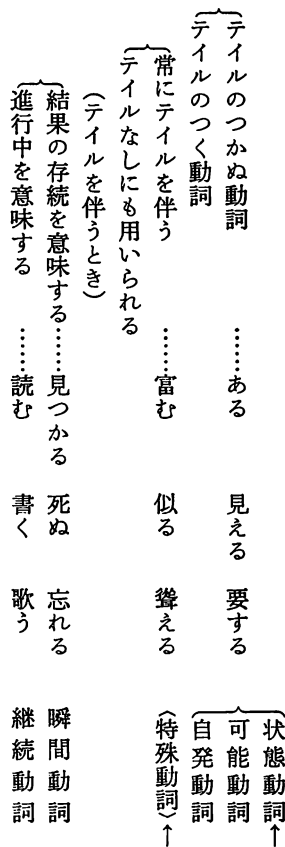 テイルのつかぬ動詞……ある　見える　要する
状態動詞↑
可能動詞
自発動詞
テイルのつく動詞
常にテイルを伴う……富む　似る　聳える　〈特殊動詞〉↑
テイルなしにも用いられる
（テイルを伴うとき）
結果の存続を意味する……見つかる　死ぬ　忘れる　瞬間動詞
進行中を意味する……読む　書く　歌う　継続動詞